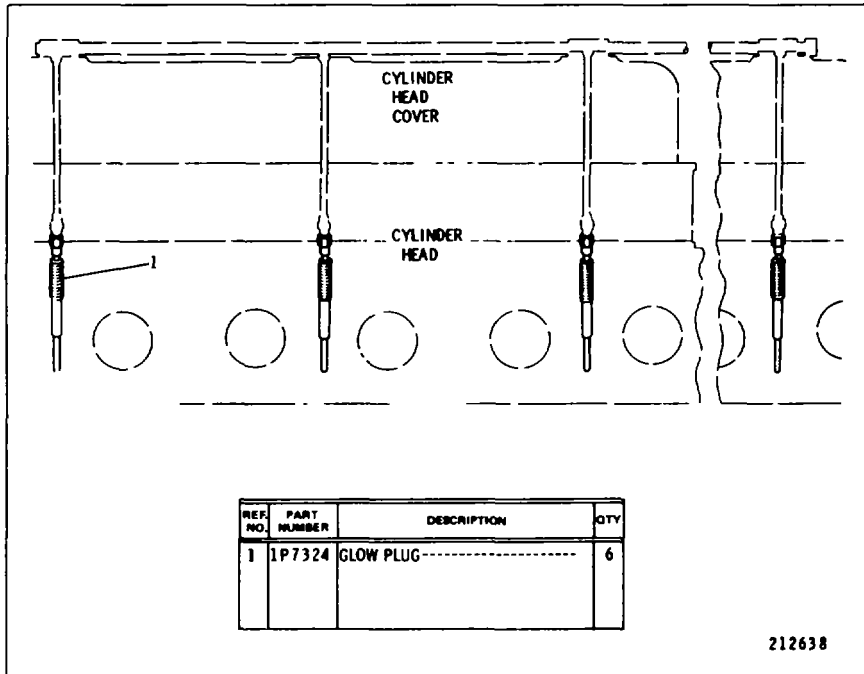 CYLINDER
HEAD
COVER
CYLINDER
HEAD
1
REF. NO. PART NUMBER DESCRIPTION QTY
1 1P7324 GLOW PLUG 6
212638